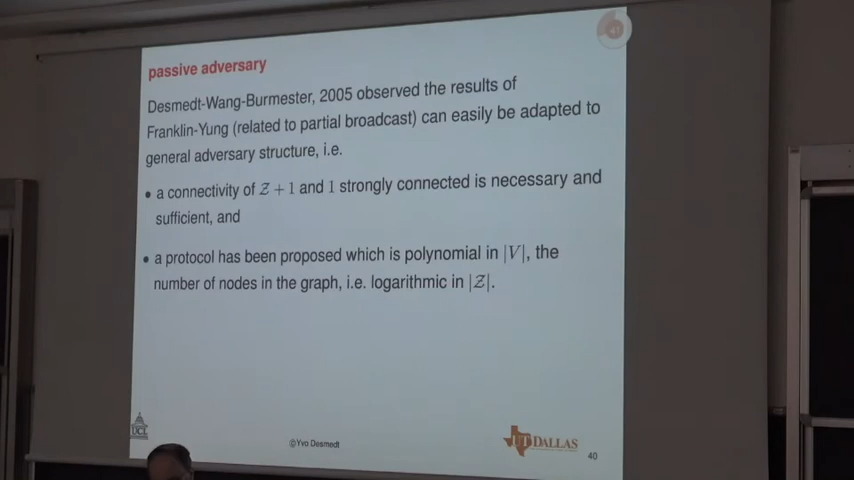 41
passive adversary
Desmedt-Wang-Burmester, 2005 observed the results of
Franklin-Yung (related to partial broadcast) can easily be adapted to
general adversary structure, i.e.
• a connectivity of 𝒵 + 1 and 1 strongly connected is necessary and
sufficient, and
• a protocol has been proposed which is polynomial in |V|, the
number of nodes in the graph, i.e. logarithmic in |𝒵|.
UCL
©Yvo Desmedt
UT DALLAS
40